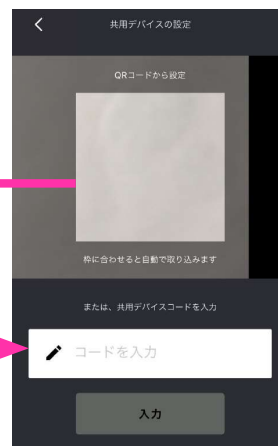 共用デバイスの設定
QRコードから設定
枠に合わせると自動で取り込みます
または、共用デバイスコードを入力
コードを入力
入力